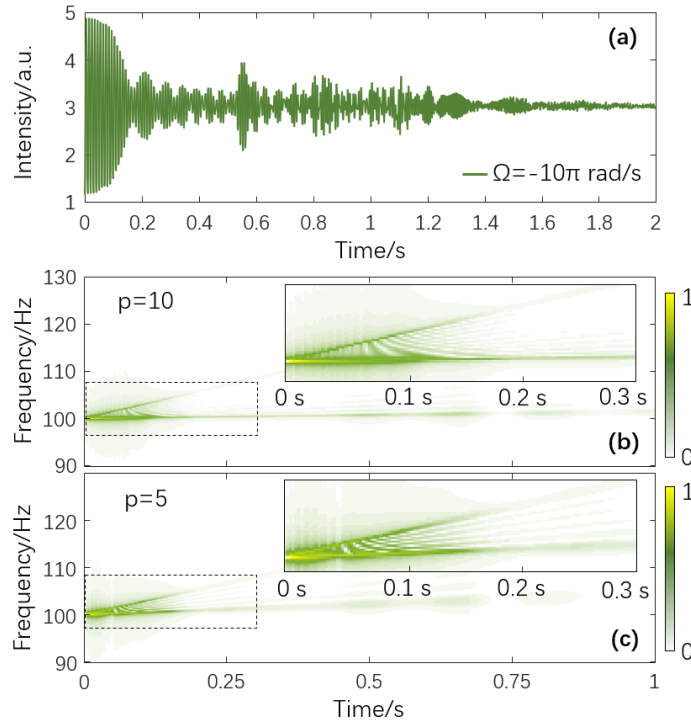 5
(a)
4
3
2
1
Intensity/a.u.
Ω=-10π rad/s
0 0.2 0.4 0.6 0.8 1 1.2 1.4 1.6 1.8 2
Time/s
130
120
110
100
90
Frequency/Hz
p=10
0 s 0.1 s 0.2 s 0.3 s
(b)
1
0
120
110
100
90
Frequency/Hz
p=5
0 s 0.1 s 0.2 s 0.3 s
(c)
1
0
0 0.25 0.5 0.75 1
Time/s